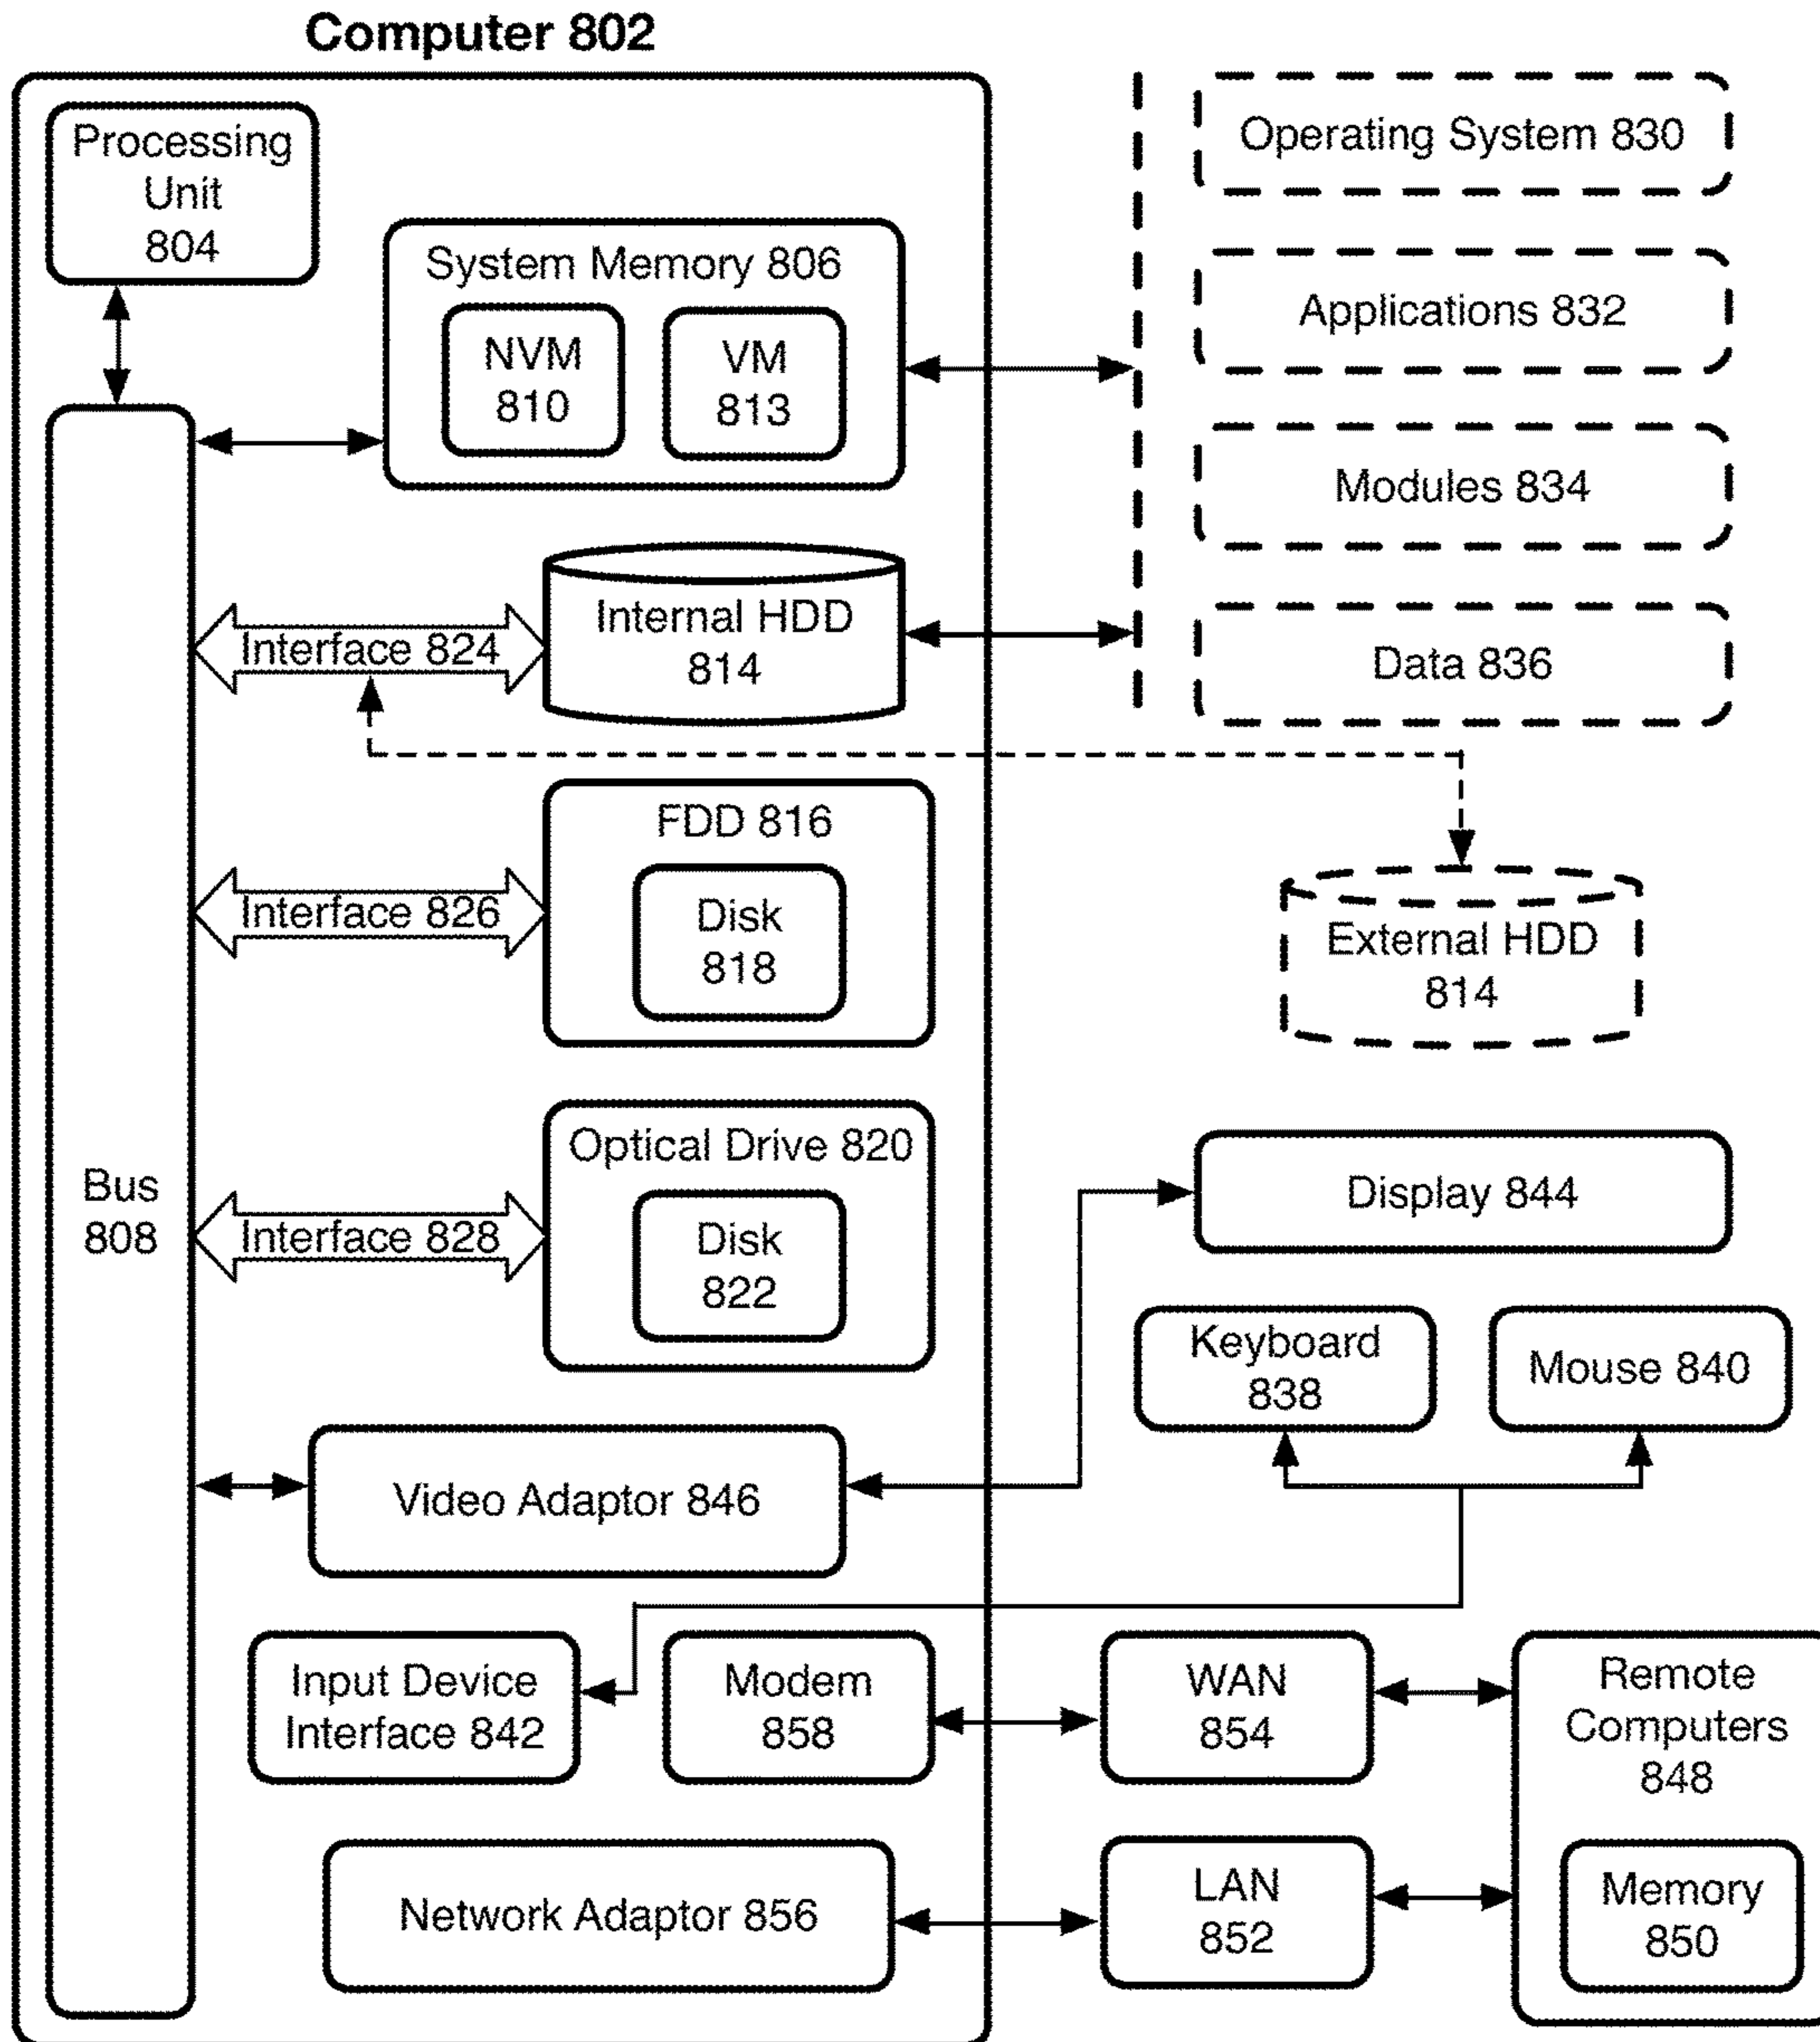 Computer 802
Processing
Unit
804
System Memory 806
NVM
810
VM
813
Operating System 830
Applications 832
Modules 834
Data 836
Interface 824
Internal HDD
814
FDD 816
Interface 826
Disk
818
External HDD
814
Bus
808
Optical Drive 820
Interface 828
Disk
822
Display 844
Keyboard
838
Mouse 840
Video Adaptor 846
Input Device
Interface 842
Modem
858
WAN
854
Remote
Computers
848
Network Adaptor 856
LAN
852
Memory
850